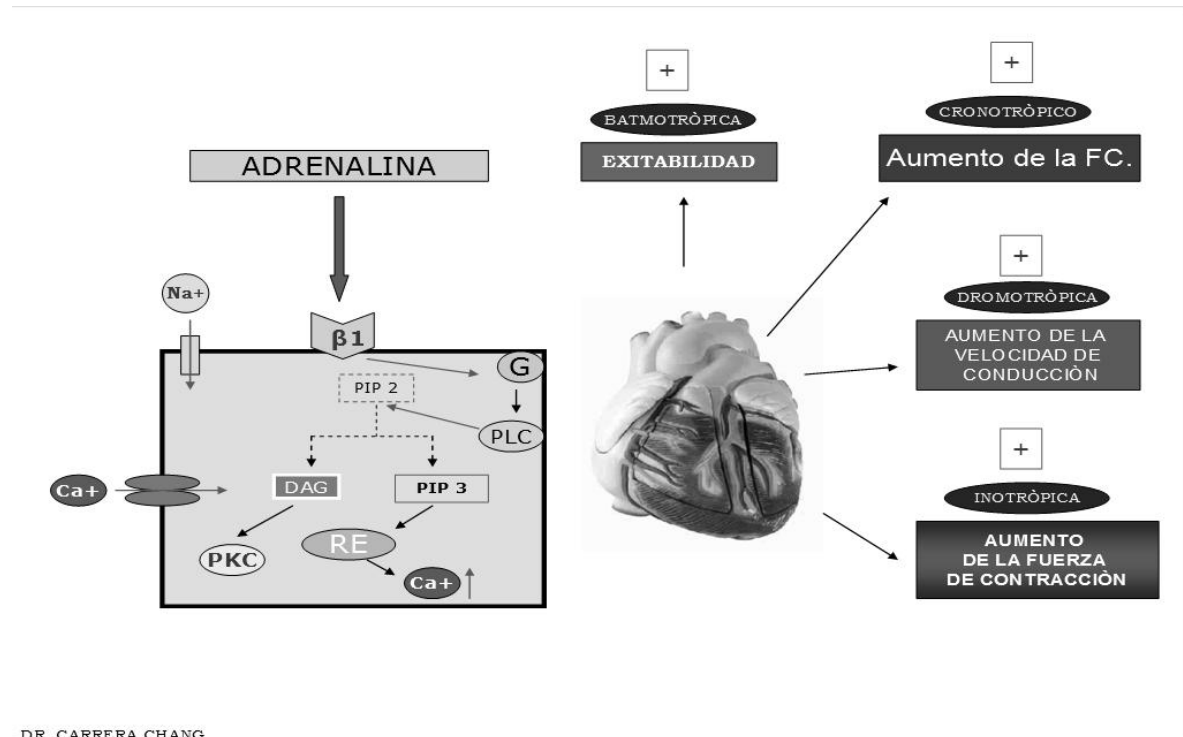 ADRENALINA
Na+
β1
G
PIP 2
PLC
Ca+
DAG
PIP 3
RE
PKC
Ca+
+
BATMOTRÒPICA
EXITABILIDAD
+
CRONOTRÒPICO
Aumento de la FC.
+
DROMOTRÒPICA
AUMENTO DE LA
VELOCIDAD DE
CONDUCCIÒN
+
INOTRÒPICA
AUMENTO
DE LA FUERZA
DE CONTRACCIÒN
DR. CARRERA CHANG